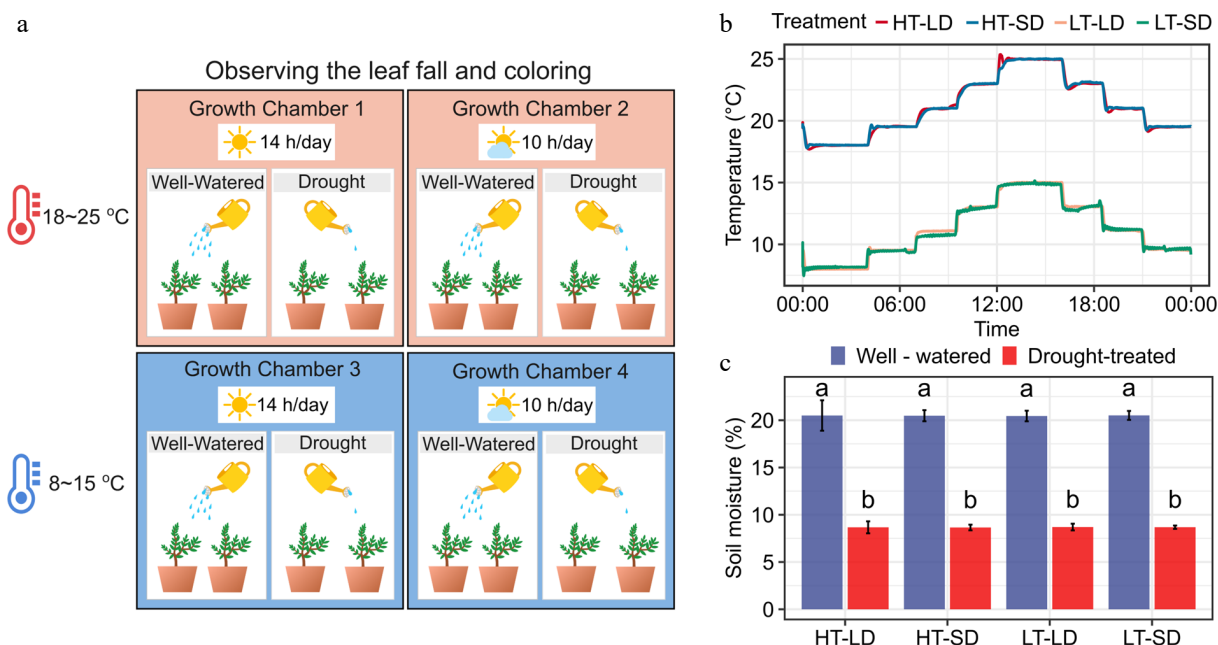 a
Observing the leaf fall and coloring
Growth Chamber 1
14 h/day
Well-Watered
Drought
Growth Chamber 2
10 h/day
Well-Watered
Drought
18~25 °C
Growth Chamber 3
14 h/day
Well-Watered
Drought
Growth Chamber 4
10 h/day
Well-Watered
Drought
8~15 °C
b
Treatment HT-LD HT-SD LT-LD LT-SD
Temperature (°C)
25
20
15
10
00:00 06:00 12:00 18:00 00:00
Time
c
Well - watered Drought-treated
Soil moisture (%)
20
15
10
5
0
a a a a
b b b b
HT-LD HT-SD LT-LD LT-SD